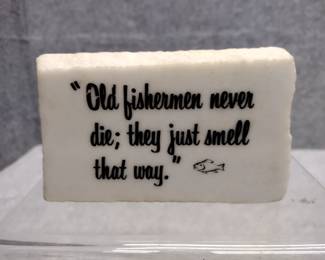 "Old fishermen never
die; they just smell
that way."